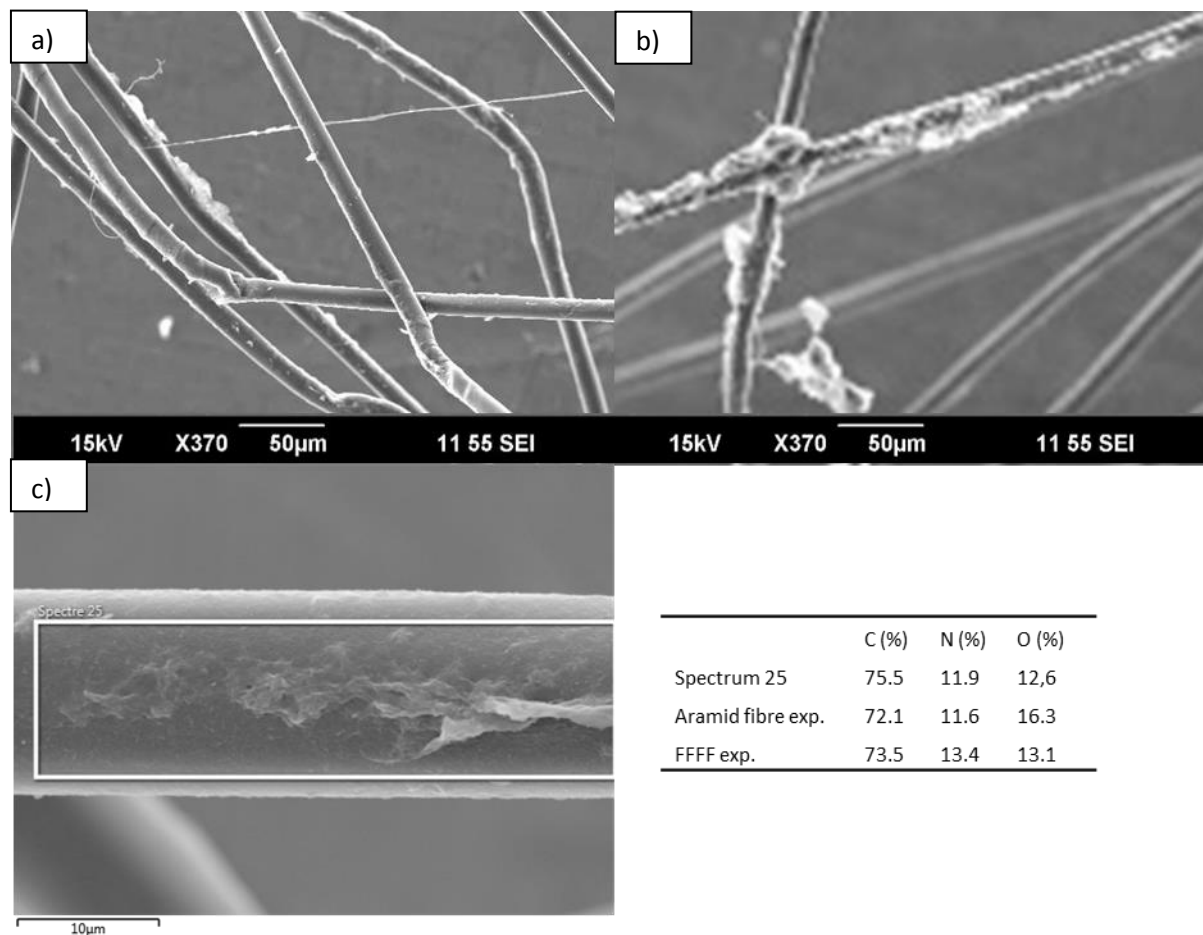 a)
b)
15kV X370 50µm 11 55 SEI
15kV X370 50µm 11 55 SEI
c)
Spectre 25
10µm
C (%) N (%) O (%)
Spectrum 25 75.5 11.9 12,6
Aramid fibre exp. 72.1 11.6 16.3
FFFF exp. 73.5 13.4 13.1